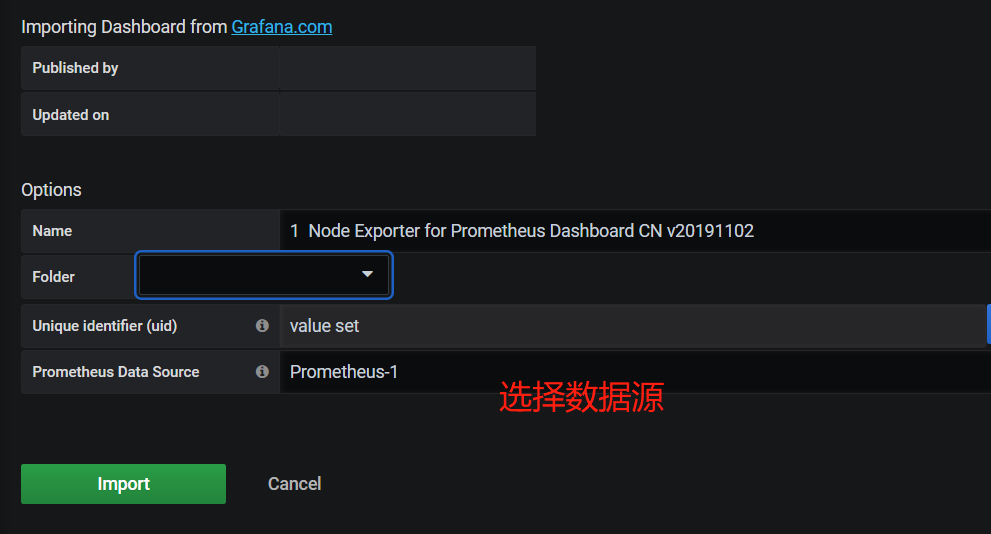 Importing Dashboard from Grafana.com
Published by
Updated on
Options
Name 1 Node Exporter for Prometheus Dashboard CN v20191102
Folder
Unique identifier (uid) value set
Prometheus Data Source Prometheus-1
选择数据源
Import Cancel